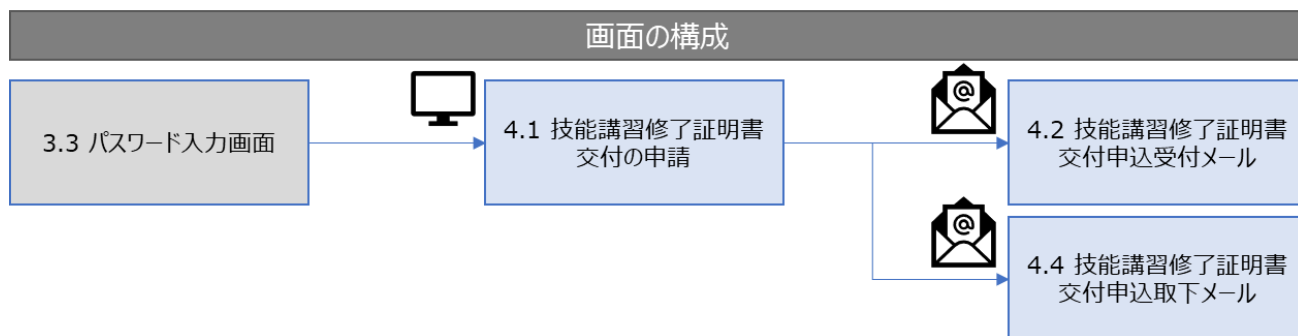 画面の構成
3.3 パスワード入力画面
4.1 技能講習修了証明書
交付の申請
@
4.2 技能講習修了証明書
交付申込受付メール
@
4.4 技能講習修了証明書
交付申込取下メール